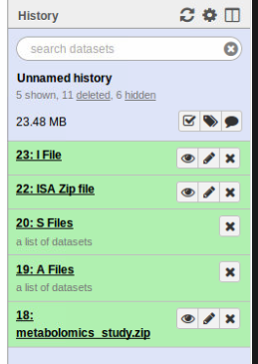 History
search datasets
Unnamed history
5 shown, 11 deleted, 6 hidden
23.48 MB
23: I File
22: ISA Zip file
20: S Files
a list of datasets
19: A Files
a list of datasets
18:
metabolomics_study.zip